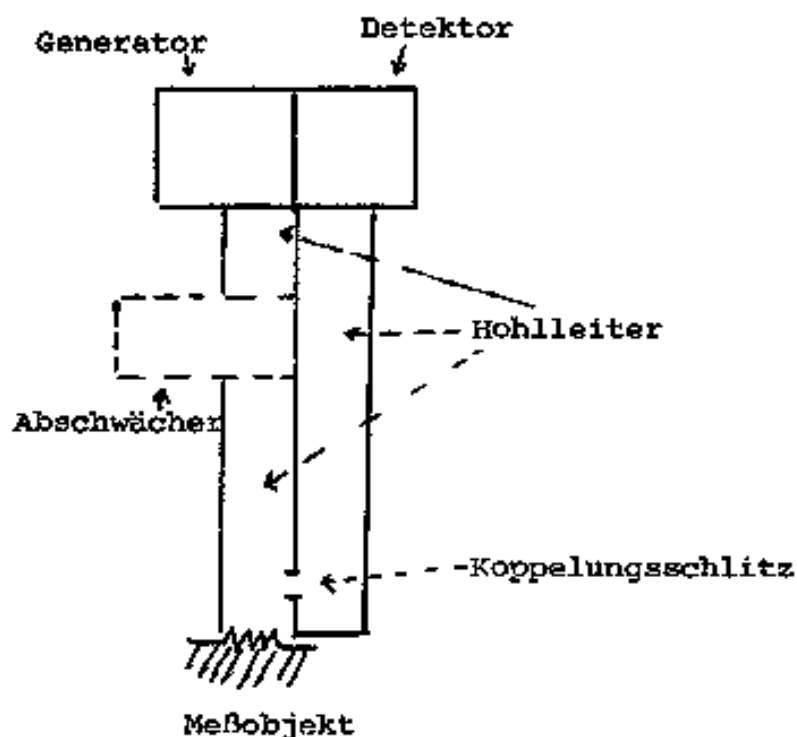 Generator
Detektor
Hohlleiter
Abschwächer
-Koppelungsschlitz
Meßobjekt